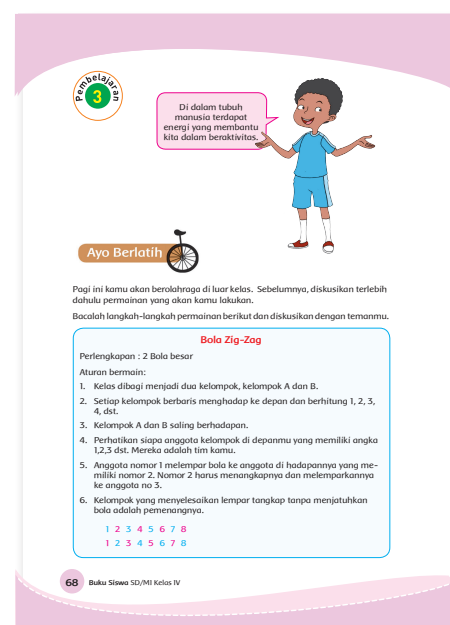 Pembelajaran
3
Di dalam tubuh
manusia terdapat
energi yang membantu
kita dalam beraktivitas.
Ayo Berlatih
Pagi ini kamu akan berolahraga di luar kelas. Sebelumnya, diskusikan terlebih
dahulu permainan yang akan kamu lakukan.
Bacalah langkah-langkah permainan berikut dan diskusikan dengan temanmu.
Bola Zig-Zag
Perlengkapan : 2 Bola besar
Aturan bermain:
1. Kelas dibagi menjadi dua kelompok, kelompok A dan B.
2. Setiap kelompok berbaris menghadap ke depan dan berhitung 1, 2, 3,
4, dst.
3. Kelompok A dan B saling berhadapan.
4. Perhatikan siapa anggota kelompok di depanmu yang memiliki angka
1,2,3 dst. Mereka adalah tim kamu.
5. Anggota nomor 1 melempar bola ke anggota di hadapannya yang me-
miliki nomor 2. Nomor 2 harus menangkapnya dan melemparkannya
ke anggota no 3.
6. Kelompok yang menyelesaikan lempar tangkap tanpa menjatuhkan
bola adalah pemenangnya.
1 2 3 4 5 6 7 8
1 2 3 4 5 6 7 8
68 Buku Siswa SD/MI Kelas IV